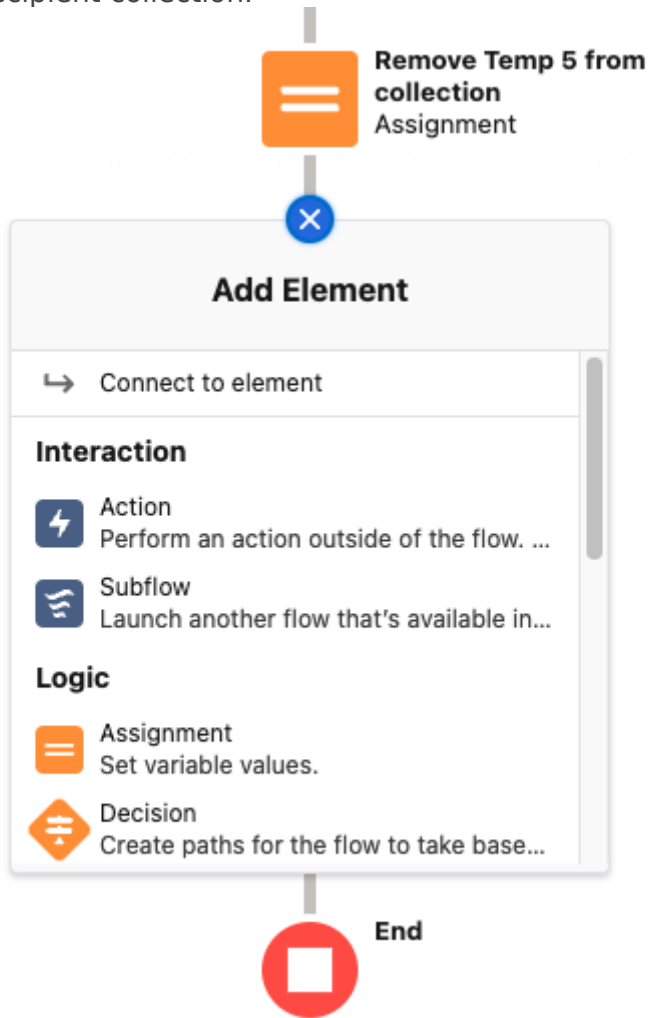 collection.
Remove Temp 5 from
collection
Assignment
Add Element
Connect to element
Interaction
Action
Perform an action outside of the flow. ...
Subflow
Launch another flow that's available in...
Logic
Assignment
Set variable values.
Decision
Create paths for the flow to take base...
End